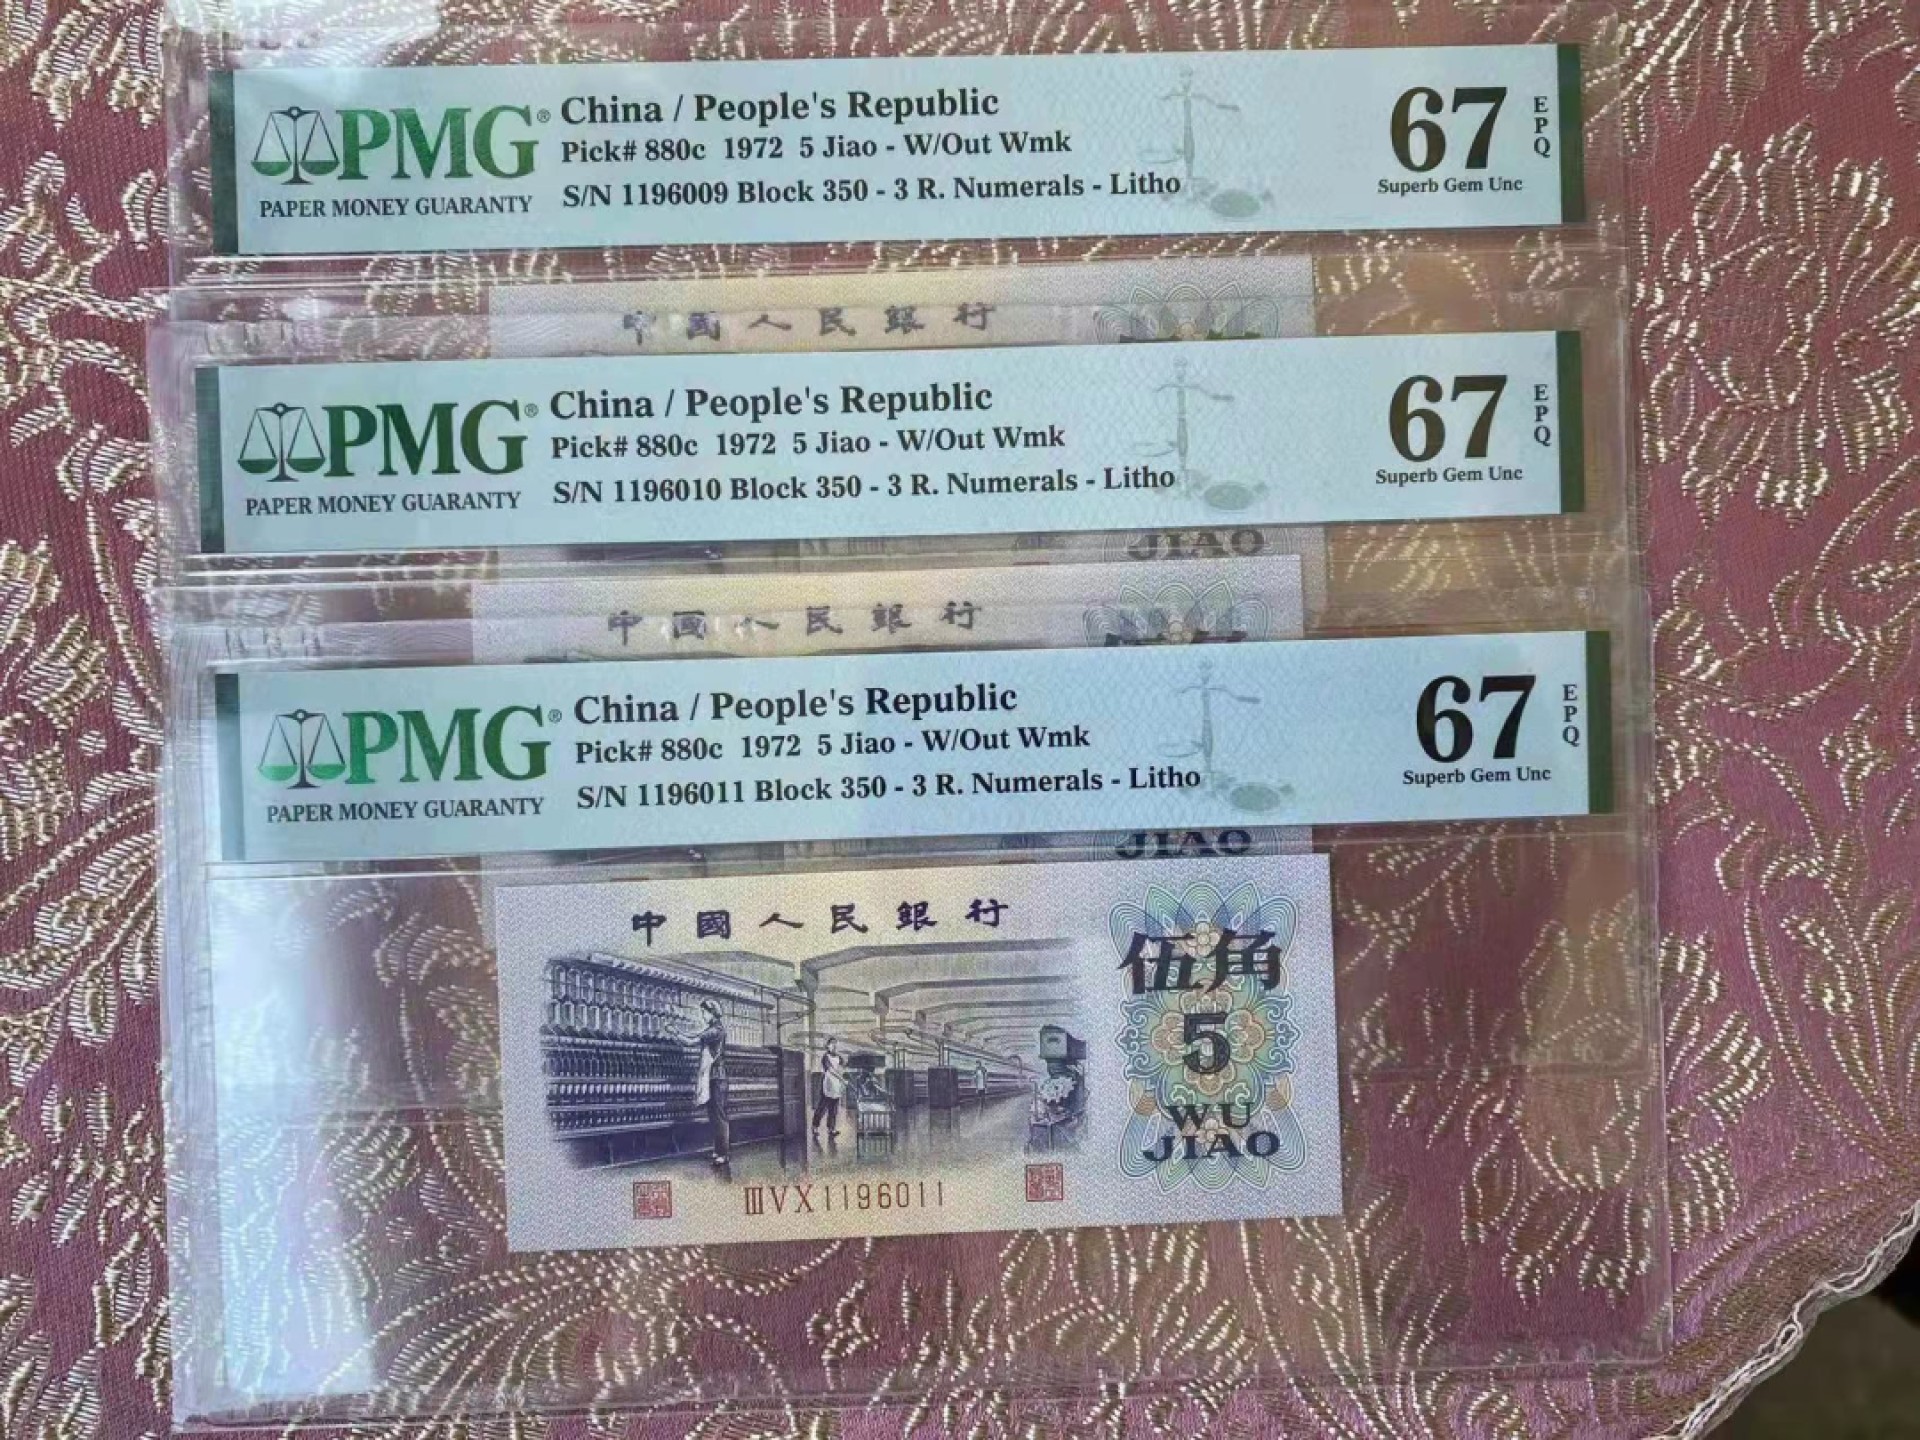 PMG® China / People's Republic 67 EPQ
Pick# 880c 1972 5 Jiao - W/Out Wmk
S/N 1196009 Block 350 - 3 R. Numerals - Litho Superb Gem Unc
PAPER MONEY GUARANTY
中國人民銀行
PMG® China / People's Republic 67 EPQ
Pick# 880c 1972 5 Jiao - W/Out Wmk
S/N 1196010 Block 350 - 3 R. Numerals - Litho Superb Gem Unc
PAPER MONEY GUARANTY
JIAO
中國人民銀行
PMG® China / People's Republic 67 EPQ
Pick# 880c 1972 5 Jiao - W/Out Wmk
S/N 1196011 Block 350 - 3 R. Numerals - Litho Superb Gem Unc
PAPER MONEY GUARANTY
JIAO
中國人民銀行
伍角
5
WU
JIAO
ⅢVX1196011